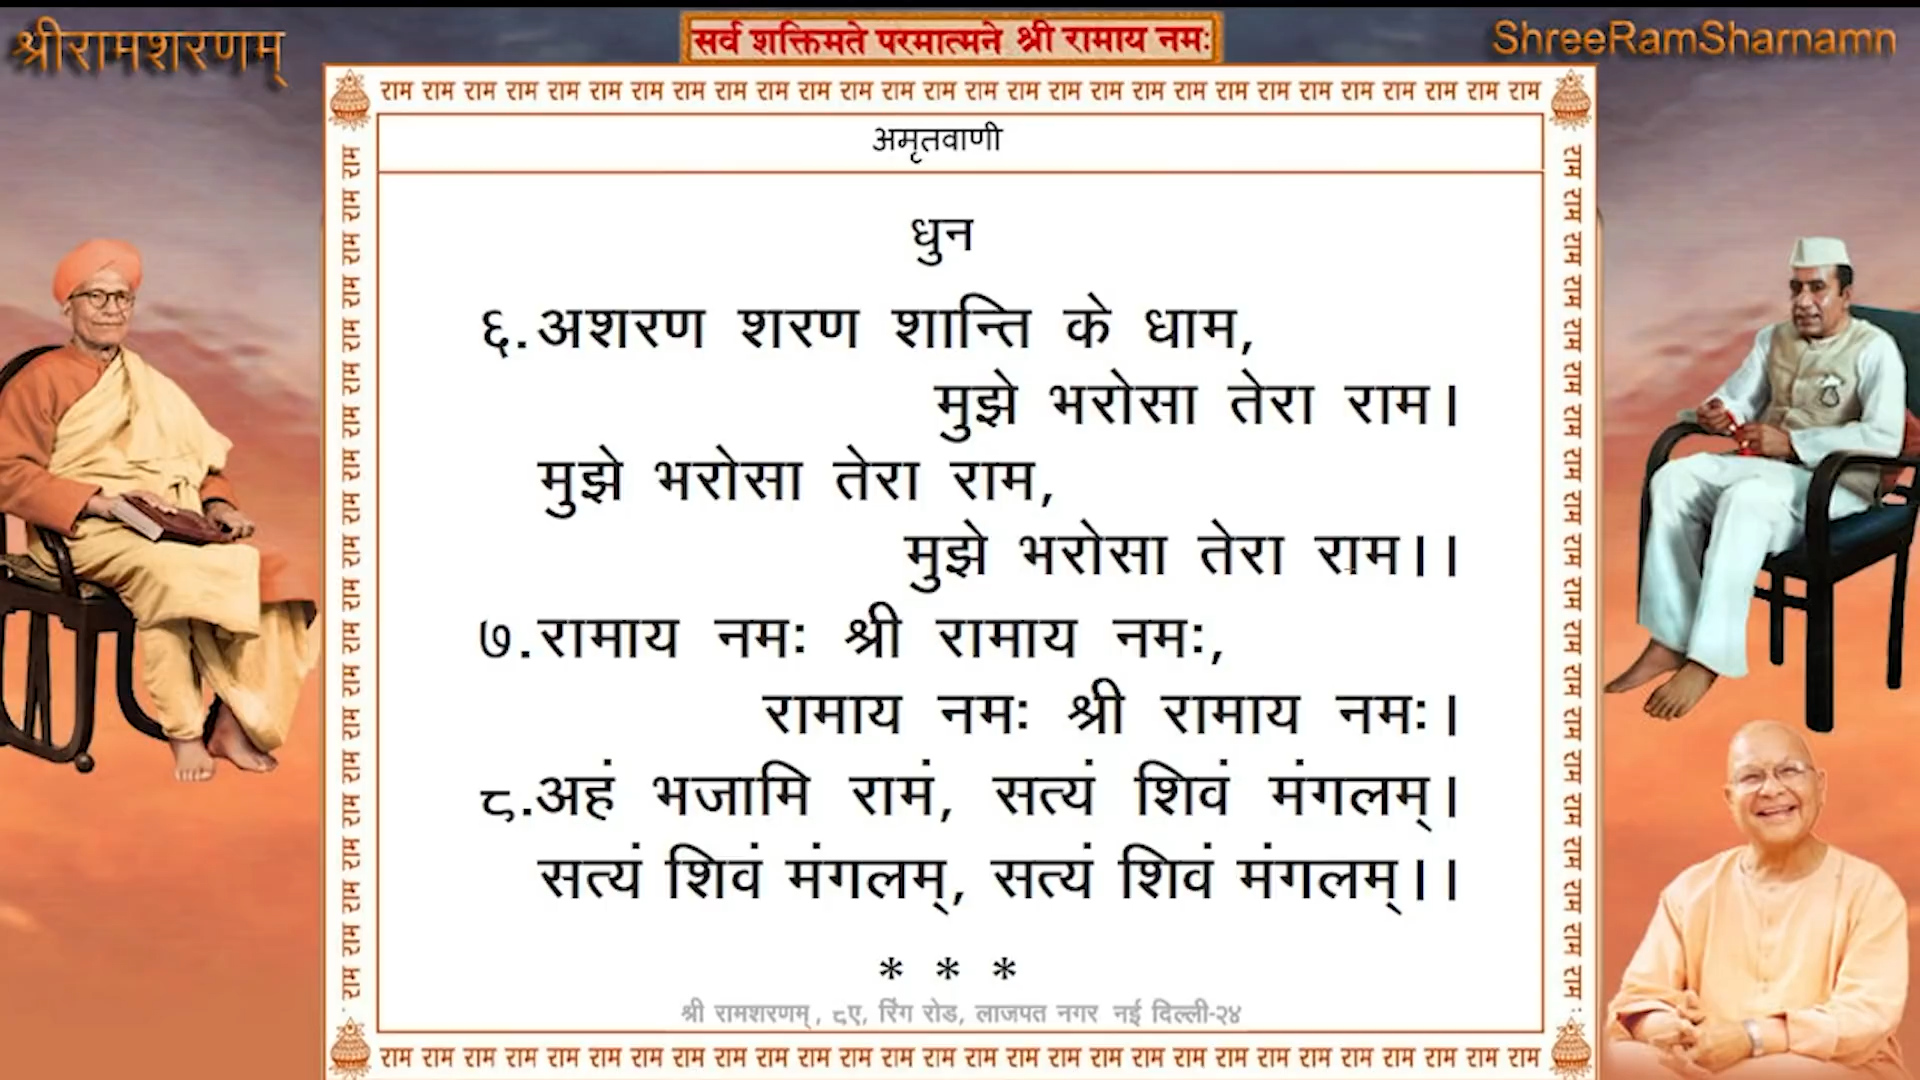 श्रीरामशरणम्
सर्व शक्तिमते परमात्मने श्री रामाय नमः
ShreeRamSharnamn
राम राम राम राम राम राम राम राम राम राम राम राम राम राम राम राम राम राम राम राम राम राम राम राम राम राम राम राम
अमृतवाणी
धुन
६. अशरण शरण शान्ति के धाम,
मुझे भरोसा तेरा राम।
मुझे भरोसा तेरा राम,
मुझे भरोसा तेरा राम।।
७. रामाय नमः श्री रामाय नमः,
रामाय नमः श्री रामाय नमः।
८. अहं भजामि रामं, सत्यं शिवं मंगलम्।
सत्यं शिवं मंगलम्, सत्यं शिवं मंगलम्।।
* * *
श्री रामशरणम्, ८ए, रिंग रोड, लाजपत नगर नई दिल्ली-२४
राम राम राम राम राम राम राम राम राम राम राम राम राम राम राम राम राम राम राम राम राम राम राम राम राम राम राम राम
राम राम राम राम राम राम राम राम राम राम राम राम राम राम राम राम राम राम राम राम
राम राम राम राम राम राम राम राम राम राम राम राम राम राम राम राम राम राम राम राम